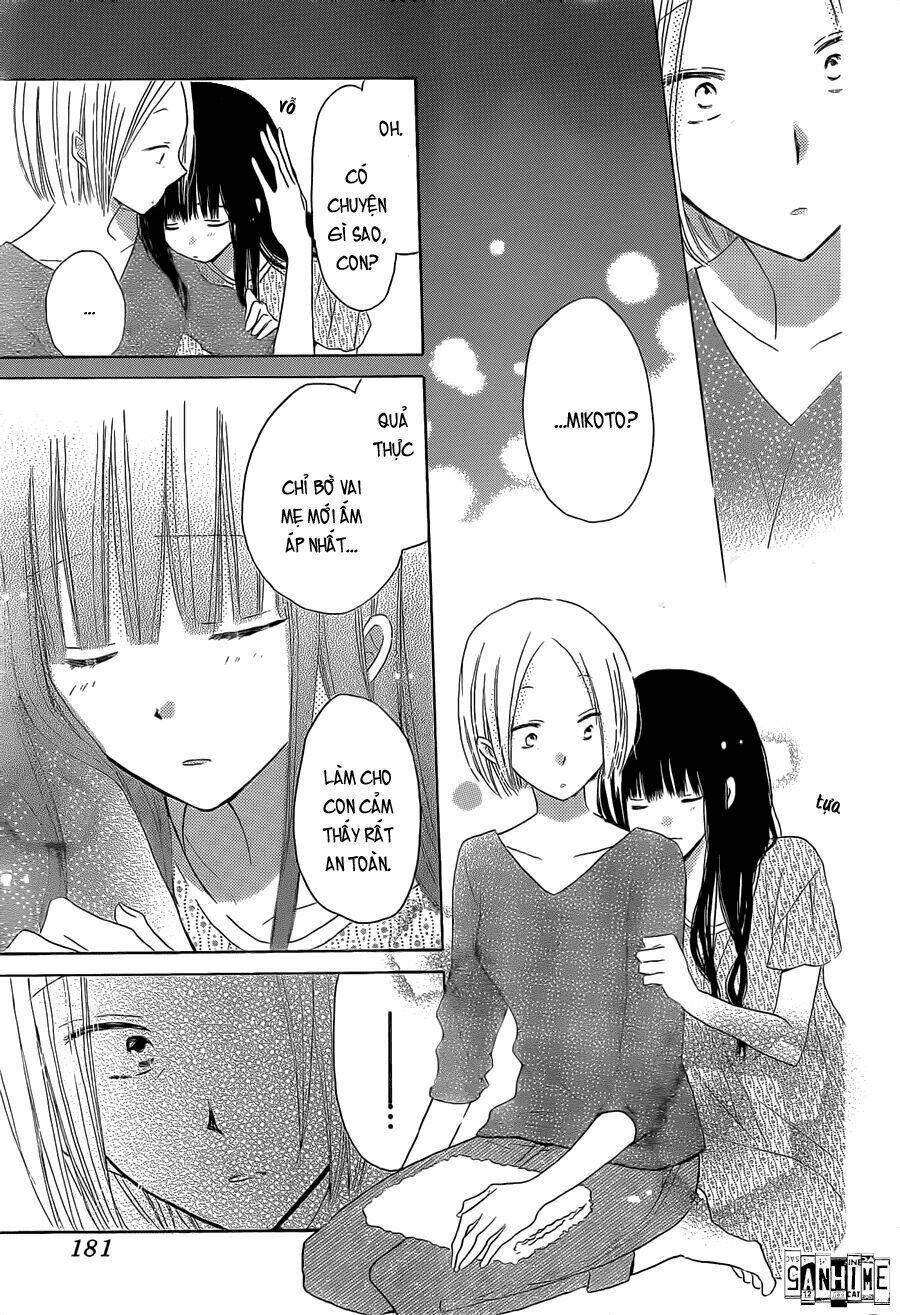 ...MIKOTO?
tựa
OH.
CÓ
CHUYỆN
GÌ SAO,
CON?
vỗ
...
QUẢ
THỰC
CHỈ BỜ VAI
MẸ MỚI ẤM
ÁP NHẤT...
LÀM CHO
CON CẢM
THẤY RẤT
AN TOÀN.
181
SANHIME